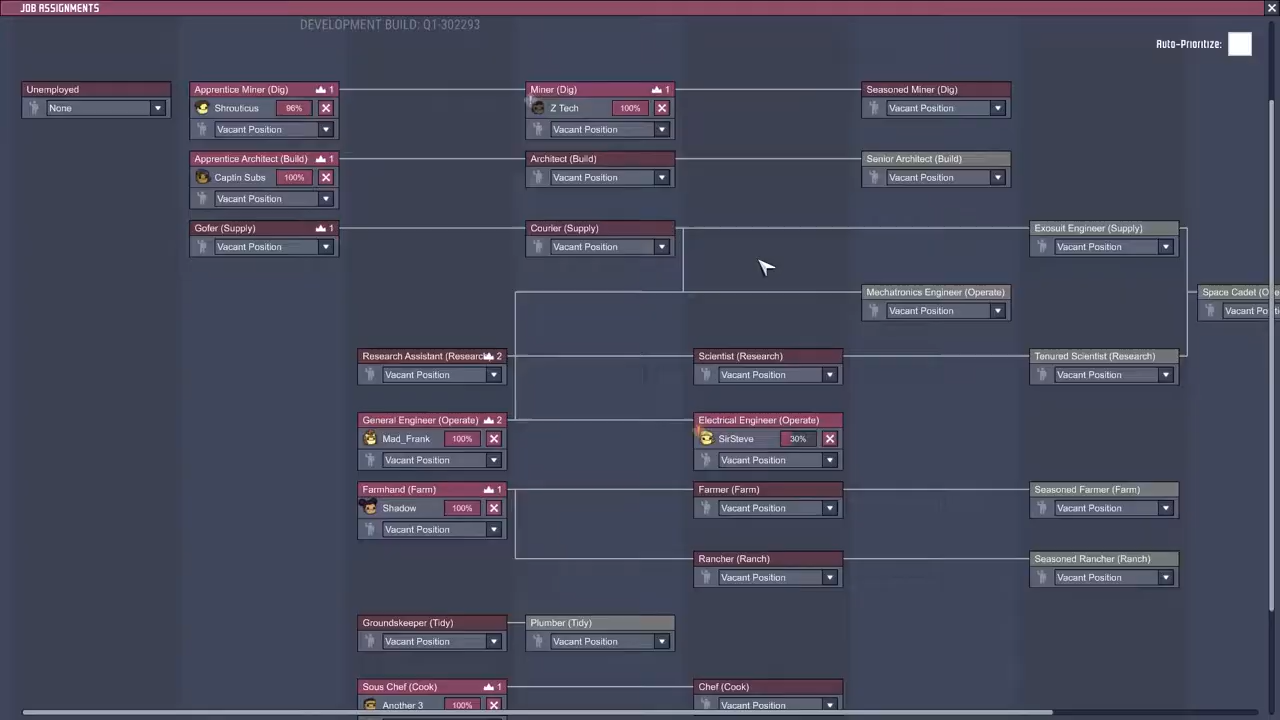 JOB ASSIGNMENTS
DEVELOPMENT BUILD: Q1-302293
Auto-Prioritize:
Unemployed
None
Apprentice Miner (Dig) 1
Shrouticus 96%
Vacant Position
Miner (Dig) 1
Z Tech 100%
Vacant Position
Seasoned Miner (Dig)
Vacant Position
Apprentice Architect (Build) 1
Captin Subs 100%
Vacant Position
Architect (Build)
Vacant Position
Senior Architect (Build)
Vacant Position
Gofer (Supply) 1
Vacant Position
Courier (Supply)
Vacant Position
Exosuit Engineer (Supply)
Vacant Position
Mechatronics Engineer (Operate)
Vacant Position
Space Cadet (Ope
Vacant Posit
Research Assistant (Research 2
Vacant Position
Scientist (Research)
Vacant Position
Tenured Scientist (Research)
Vacant Position
General Engineer (Operate) 2
Mad_Frank 100%
Vacant Position
Electrical Engineer (Operate)
SirSteve 30%
Vacant Position
Farmhand (Farm) 1
Shadow 100%
Vacant Position
Farmer (Farm)
Vacant Position
Seasoned Farmer (Farm)
Vacant Position
Rancher (Ranch)
Vacant Position
Seasoned Rancher (Ranch)
Vacant Position
Groundskeeper (Tidy)
Vacant Position
Plumber (Tidy)
Vacant Position
Sous Chef (Cook) 1
Another 3 100%
Chef (Cook)
Vacant Position